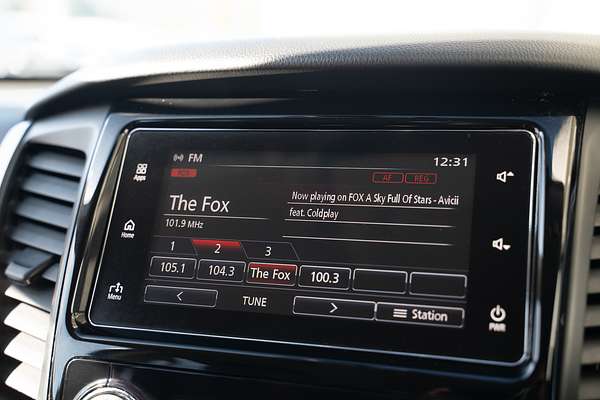 FM
12:31
AF REG
Apps
The Fox
101.9 MHz
Now playing on FOX A Sky Full Of Stars - Avicii
feat. Coldplay
Home
1 2 3
105.1 104.3 The Fox 100.3
Menu
< TUNE > Station
PWR